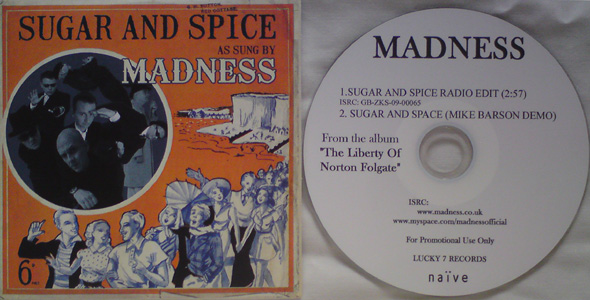 SUGAR AND SPICE
AS SUNG BY
MADNESS
6
MADNESS
1.SUGAR AND SPICE RADIO EDIT (2:57)
ISRC: GB-ZKS-09-00065
2. SUGAR AND SPACE (MIKE BARSON DEMO)
From the album
"The Liberty Of
Norton Folgate"
ISRC:
www.madness.co.uk
www.myspace.com/madnessofficial
For Promotional Use Only
LUCKY 7 RECORDS
naïve